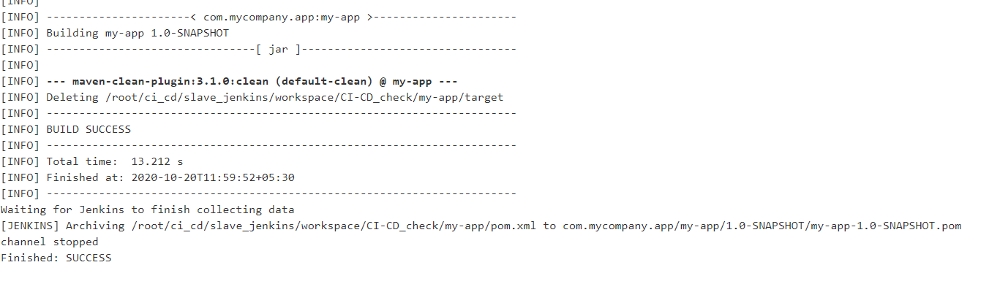 [INFO]
[INFO] ----------------------< com.mycompany.app:my-app >----------------------
[INFO] Building my-app 1.0-SNAPSHOT
[INFO] --------------------------------[ jar ]---------------------------------
[INFO]
[INFO] --- maven-clean-plugin:3.1.0:clean (default-clean) @ my-app ---
[INFO] Deleting /root/ci_cd/slave_jenkins/workspace/CI-CD_check/my-app/target
[INFO] ------------------------------------------------------------------------
[INFO] BUILD SUCCESS
[INFO] ------------------------------------------------------------------------
[INFO] Total time:  13.212 s
[INFO] Finished at: 2020-10-20T11:59:52+05:30
[INFO] ------------------------------------------------------------------------
Waiting for Jenkins to finish collecting data
[JENKINS] Archiving /root/ci_cd/slave_jenkins/workspace/CI-CD_check/my-app/pom.xml to com.mycompany.app/my-app/1.0-SNAPSHOT/my-app-1.0-SNAPSHOT.pom
channel stopped
Finished: SUCCESS